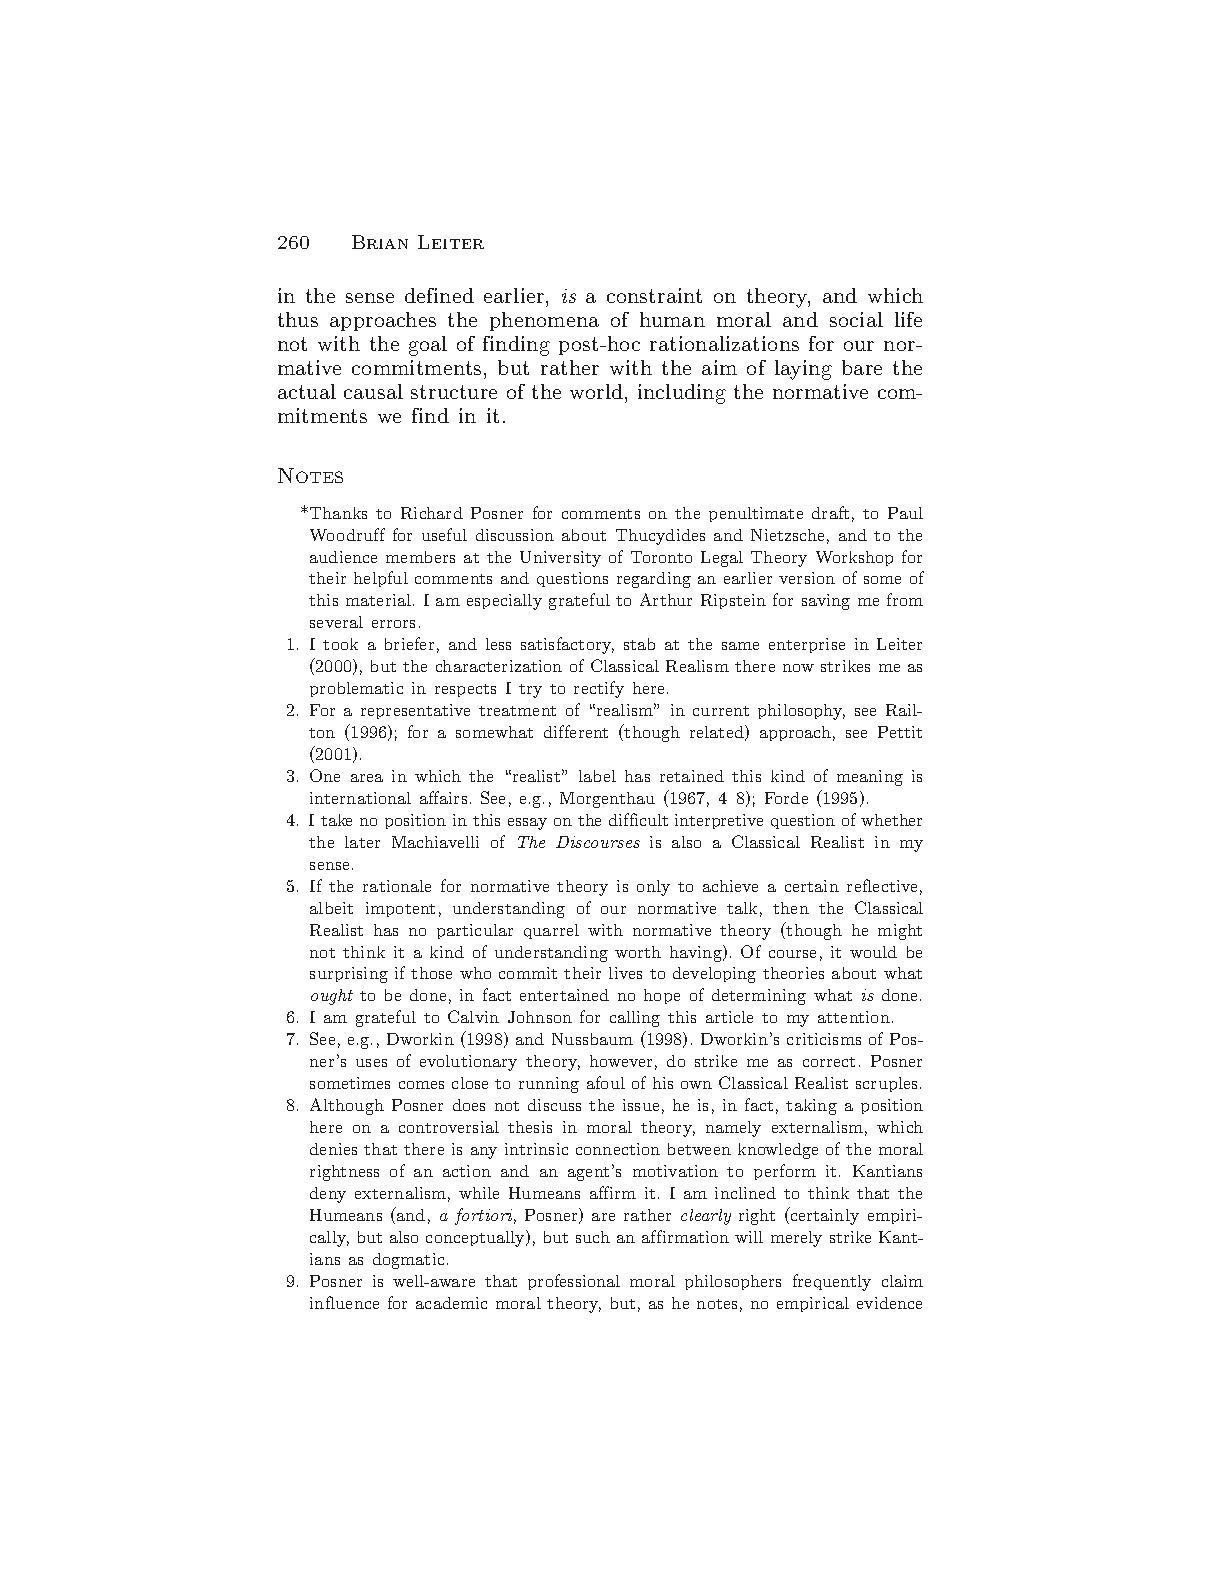 260 Brian Leiter
in the sense defined earlier, is a constraint on theory, and which
thus approaches the phenomena of human moral and social life
not with the goal of finding post-hoc rationalizations for our nor-
mative commitments, but rather with the aim of laying bare the
actual causal structure of the world, including the normative com-
mitments we find in it.
Notes
*Thanks to Richard Posner for comments on the penultimate draft, to Paul
Woodruff for useful discussion about Thucydides and Nietzsche, and to the
audience members at the University of Toronto Legal Theory Workshop for
their helpful comments and questions regarding an earlier version of some of
this material. I am especially grateful to Arthur Ripstein for saving me from
several errors.
1. I took a briefer, and less satisfactory, stab at the same enterprise in Leiter
(2000), but the characterization of Classical Realism there now strikes me as
problematic in respects I try to rectify here.
2. For a representative treatment of “realism” in current philosophy, see Rail-
ton (1996); for a somewhat different (though related) approach, see Pettit
(2001).
3. One area in which the “realist” label has retained this kind of meaning is
international affairs. See, e.g., Morgenthau (1967, 4 8); Forde (1995).
4. I take no position in this essay on the difficult interpretive question of whether
the later Machiavelli of The Discourses is also a Classical Realist in my
sense.
5. If the rationale for normative theory is only to achieve a certain reflective,
albeit impotent, understanding of our normative talk, then the Classical
Realist has no particular quarrel with normative theory (though he might
not think it a kind of understanding worth having). Of course, it would be
surprising if those who commit their lives to developing theories about what
ought to be done, in fact entertained no hope of determining what is done.
6. I am grateful to Calvin Johnson for calling this article to my attention.
7. See, e.g., Dworkin (1998) and Nussbaum (1998). Dworkin’s criticisms of Pos-
ner’s uses of evolutionary theory, however, do strike me as correct. Posner
sometimes comes close to running afoul of his own Classical Realist scruples.
8. Although Posner does not discuss the issue, he is, in fact, taking a position
here on a controversial thesis in moral theory, namely externalism, which
denies that there is any intrinsic connection between knowledge of the moral
rightness of an action and an agent’s motivation to perform it. Kantians
deny externalism, while Humeans affirm it. I am inclined to think that the
Humeans (and, a fortiori, Posner) are rather clearly right (certainly empiri-
cally, but also conceptually), but such an affirmation will merely strike Kant-
ians as dogmatic.
9. Posner is well-aware that professional moral philosophers frequently claim
influence for academic moral theory, but, as he notes, no empirical evidence